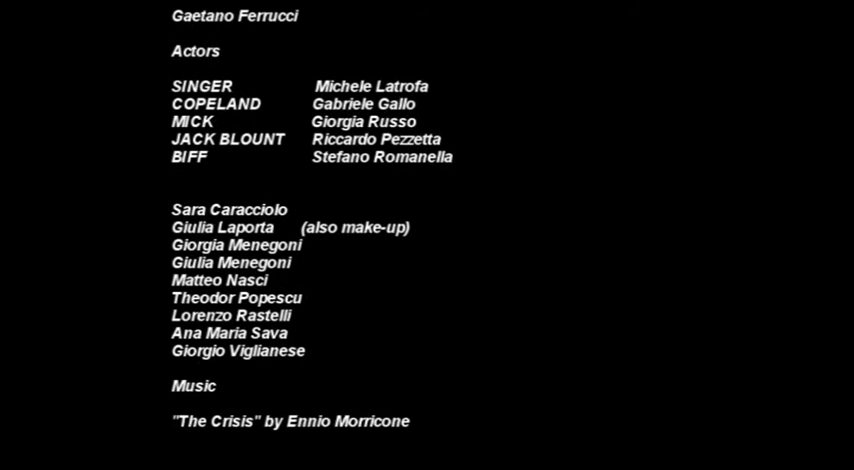 Gaetano Ferrucci
Actors
SINGER Michele Latrofa
COPELAND Gabriele Gallo
MICK Giorgia Russo
JACK BLOUNT Riccardo Pezzetta
BIFF Stefano Romanella
Sara Caracciolo
Giulia Laporta (also make-up)
Giorgia Menegoni
Giulia Menegoni
Matteo Nasci
Theodor Popescu
Lorenzo Rastelli
Ana Maria Sava
Giorgio Viglianese
Music
"The Crisis" by Ennio Morricone